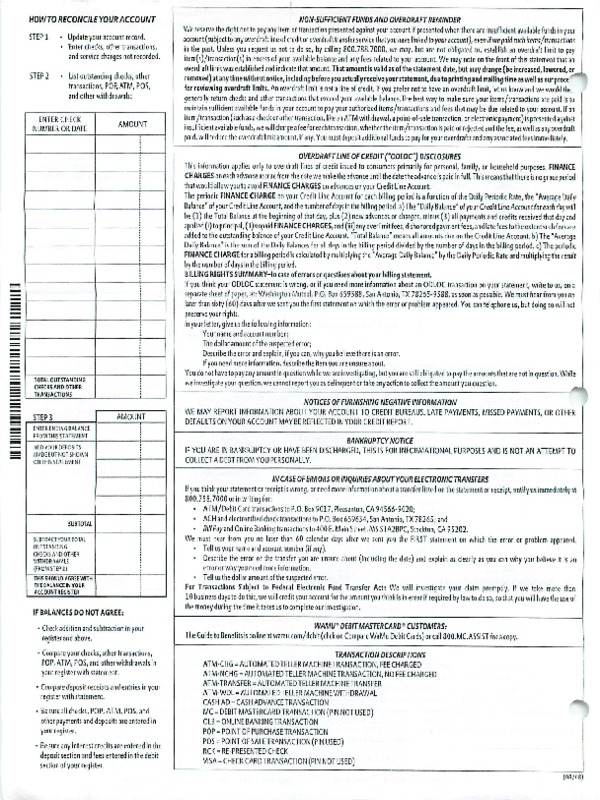 HOW TO RECONCILE YOUR ACCOUNT
STEP 1 • Update your account record.
• Enter checks, other transactions,
and service charges not recorded.
STEP 2 • List outstanding checks, other
transactions, POP, ATM, POS,
and other withdrawals:
ENTER CHECK
NUMBER OR DATE
AMOUNT
TOTAL OUTSTANDING
CHECKS AND OTHER
TRANSACTIONS
STEP 3
AMOUNT
ENTER ENDING BALANCE
FROM THIS STATEMENT
ADD YOUR DEPOSITS
AND BUT NOT SHOWN
ON THIS STATEMENT
SUBTOTAL
SUBTRACT YOUR TOTAL
OUTSTANDING
CHECKS AND OTHER
WITHDRAWALS
(FROM STEP 2)
THIS SHOULD AGREE WITH
THE BALANCE IN YOUR
ACCOUNT REGISTER
IF BALANCES DO NOT AGREE:
• Check addition and subtraction in your
register and above.
• Compare your checks, other transactions,
POP, ATM, POS, and other withdrawals in
your register with statement.
• Compare deposit receipts and entries in your
register with statement.
• Be sure all checks, POP, ATM, POS, and
other payments and deposits are entered in
your register.
• Be sure any interest credits are entered in the
deposit section and fees entered in the debit
section of your register.
NON-SUFFICIENT FUNDS AND OVERDRAFT REMINDER
We reserve the right not to pay any item or transaction presented against your account if presented when there are insufficient available funds in your
account (subject to any overdraft line of credit or overdraft transfer service that you have linked to your account), even if we paid such items/transactions
in the past. Unless you request us not to do so, by calling 800.788.7000, we may, but are not obligated to, establish an overdraft limit to pay
item(s)/transaction(s) in excess of your available balance and any fees related to your account. We may note on the front of this statement that an
overdraft limit was established and indicate that amount. That amount is valid as of the statement date, but may change (be increased, lowered, or
removed) at any time without notice, including before you actually receive your statement, due to printing and mailing time as well as our process
for reviewing overdraft limits. An overdraft limit is not a line of credit. If you prefer not to have an overdraft limit, let us know and we would then
generally return checks and other transactions that exceed your available balance. The best way to make sure your items/transactions are paid is to
maintain sufficient available funds in your account to pay your authorized items/transactions and fees that may be due related to your account. If an
item/transaction (such as a check or other transaction, like an ATM withdrawal, a point-of-sale transaction, or electronic payment) is presented against
insufficient available funds, we will charge a fee for each transaction, whether the item/transaction is paid or rejected and the fee, as well as any overdraft
paid, will reduce the overdraft limit amount, if any. You must deposit additional funds to pay for your overdraft and any associated fees immediately.
OVERDRAFT LINE OF CREDIT ("ODLOC") DISCLOSURES
This information applies only to overdraft lines of credit issued to consumers primarily for personal, family, or household purposes. FINANCE
CHARGES on each advance accrue from the date we make the advance until the date the advance is paid in full. This means that there is no grace period
that would allow you to avoid FINANCE CHARGES on advances on your Credit Line Account.
The periodic FINANCE CHARGE on your Credit Line Account for each billing period is a function of the Daily Periodic Rate, the "Average Daily
Balance" of your Credit Line Account, and the number of days in the billing period. a) The "Daily Balance" of your Credit Line Account for each day will
be (1) the Total Balance at the beginning of that day, plus (2) new advances or charges, minus (3) all payments and credits received that day and
applied (i) to principal, (ii) unpaid FINANCE CHARGES, and (iii) any overlimit fees, dishonored payment fees, and late fees to the extent such fees are
added to the outstanding balance of your Credit Line Account. "Total Balance" means all amounts due on the Credit Line Account. b) The "Average
Daily Balance" is the sum of the Daily Balances for all days in the billing period divided by the number of days in the billing period. c) The periodic
FINANCE CHARGE for a billing period is calculated by multiplying the "Average Daily Balance" by the Daily Periodic Rate and multiplying the result
by the number of days in the billing period.
BILLING RIGHTS SUMMARY—In case of errors or questions about your billing statement.
If you think your ODLOC statement is wrong, or if you need more information about an ODLOC transaction on your statement, write to us, on a
separate sheet of paper, at: Washington Mutual, P.O. Box 659588, San Antonio, TX 78265-9588, as soon as possible. We must hear from you no
later than sixty (60) days after we sent you the first statement on which the error or problem appeared. You can telephone us, but doing so will not
preserve your rights.
In your letter, give us the following information:
Your name and account number;
The dollar amount of the suspected error;
Describe the error and explain, if you can, why you believe there is an error.
If you need more information, describe the item you are unsure about.
You do not have to pay any amount in question while we are investigating, but you are still obligated to pay the amounts that are not in question. While
we investigate your question, we cannot report you as delinquent or take any action to collect the amount you question.
NOTICES OF FURNISHING NEGATIVE INFORMATION
WE MAY REPORT INFORMATION ABOUT YOUR ACCOUNT TO CREDIT BUREAUS. LATE PAYMENTS, MISSED PAYMENTS, OR OTHER
DEFAULTS ON YOUR ACCOUNT MAY BE REFLECTED IN YOUR CREDIT REPORT.
BANKRUPTCY NOTICE
IF YOU ARE IN BANKRUPTCY OR HAVE BEEN DISCHARGED, THIS IS FOR INFORMATIONAL PURPOSES AND IS NOT AN ATTEMPT TO
COLLECT A DEBT FROM YOU PERSONALLY.
IN CASE OF ERRORS OR INQUIRIES ABOUT YOUR ELECTRONIC TRANSFERS
If you think your statement or receipt is wrong, or need more information about a transfer listed on the statement or receipt, notify us immediately at
800.788.7000 or in writing for:
• ATM/Debit Card transactions to P.O. Box 9017, Pleasanton, CA 94566-9020;
• ACH and electronified check transactions to P.O. Box 659634, San Antonio, TX 78265; and
• Bill Pay and Online Banking transactions to 400 E. Main Street, MS STA2BPC, Stockton, CA 95202.
We must hear from you no later than 60 calendar days after we sent you the FIRST statement on which the error or problem appeared.
• Tell us your name and account number (if any).
• Describe the error or the transfer you are unsure about (including the date) and explain as clearly as you can why you believe it is an
error or why you need more information.
• Tell us the dollar amount of the suspected error.
For Transactions Subject to Federal Electronic Fund Transfer Act: We will investigate your claim promptly. If we take more than
10 business days to do this, we will credit your account for the amount you think is in error if required by law to do so, so that you will have the use of
the money during the time it takes us to complete our investigation.
WAMU® DEBIT MASTERCARD® CUSTOMERS:
The Guide to Benefits is online at wamu.com/debit (click on Compare WaMu Debit Cards) or call 800.MC.ASSIST for a copy.
TRANSACTION DESCRIPTIONS
ATM-CHG = AUTOMATED TELLER MACHINE TRANSACTION, FEE CHARGED
ATM-NCHG = AUTOMATED TELLER MACHINE TRANSACTION, NO FEE CHARGED
ATM-TRANSFER = AUTOMATED TELLER MACHINE TRANSFER
ATM-WDL = AUTOMATED TELLER MACHINE WITHDRAWAL
CASH AD = CASH ADVANCE TRANSACTION
MC = DEBIT MASTERCARD TRANSACTION (PIN NOT USED)
OLB = ONLINE BANKING TRANSACTION
POP = POINT OF PURCHASE TRANSACTION
POS = POINT OF SALE TRANSACTION (PIN USED)
RCK = RE-PRESENTED CHECK
VISA = CHECK CARD TRANSACTION (PIN NOT USED)